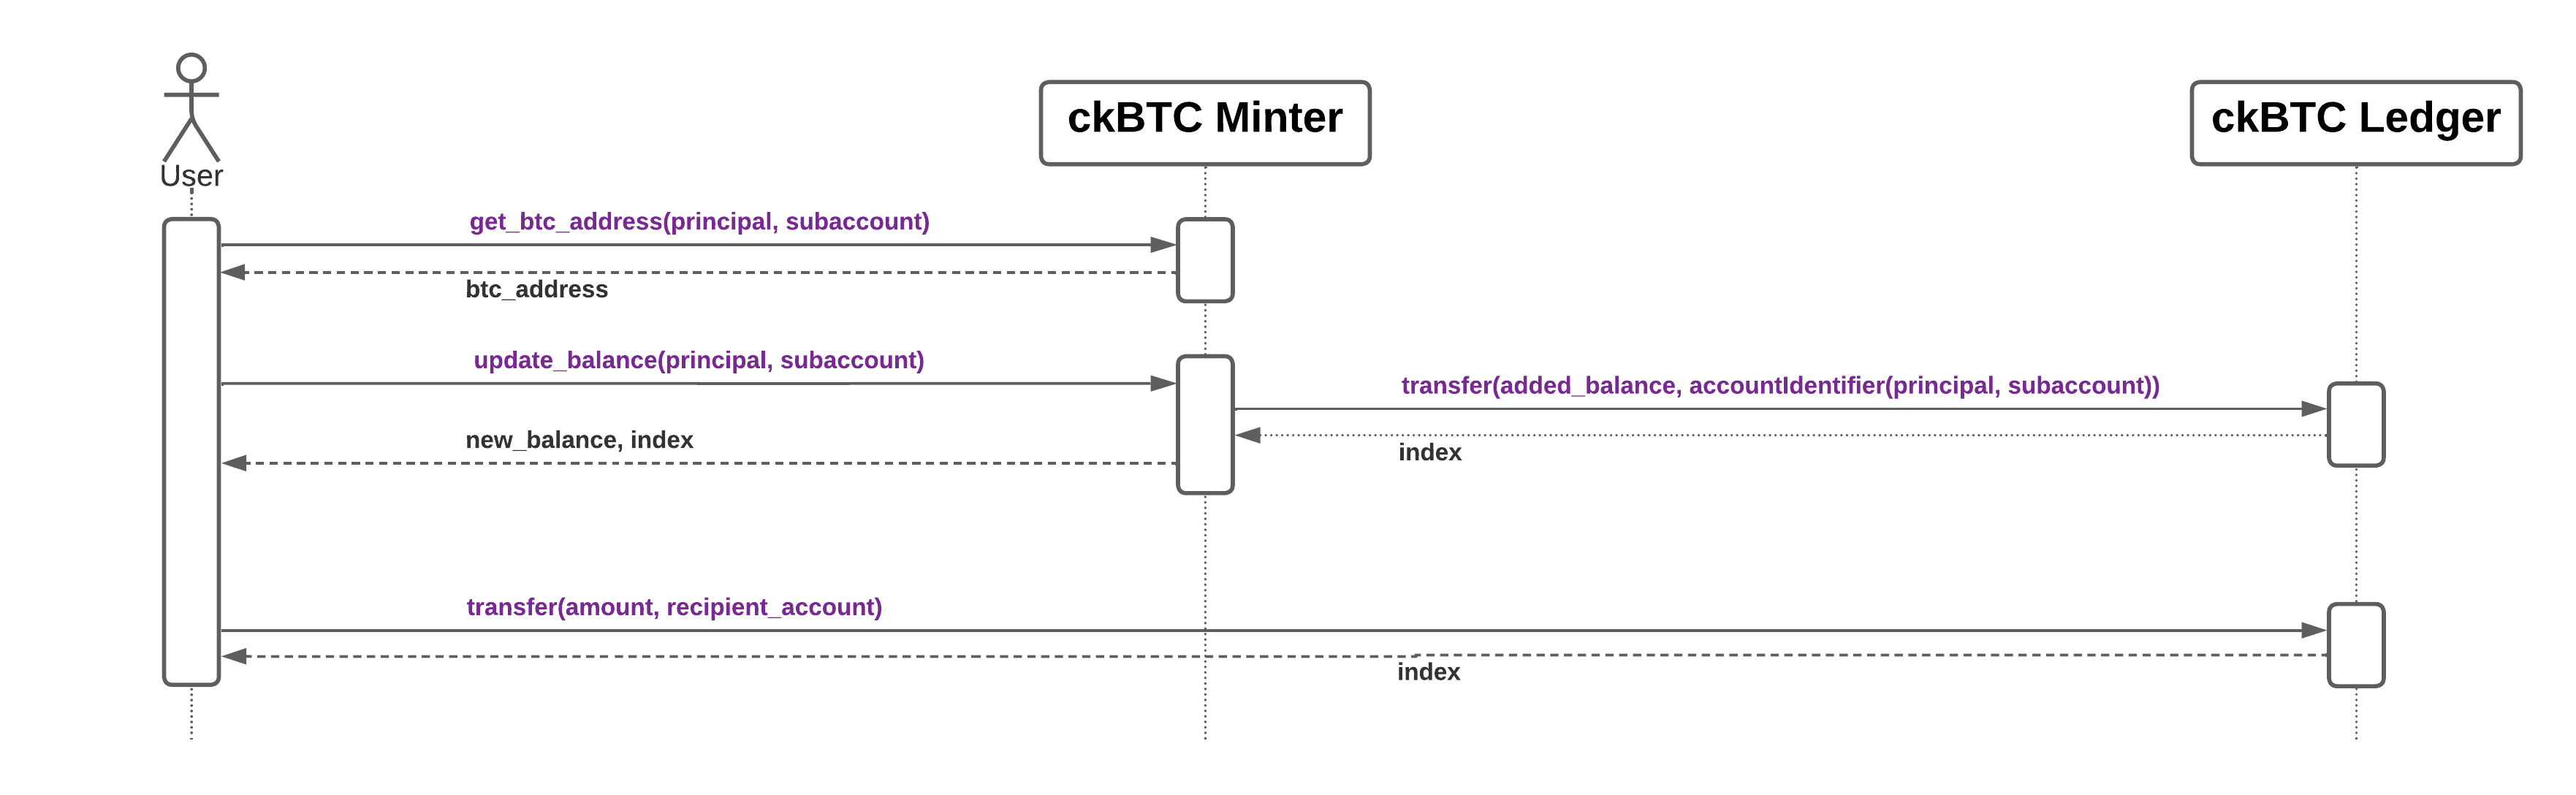 ckBTC Minter
ckBTC Ledger
User
get_btc_address(principal, subaccount)
btc_address
update_balance(principal, subaccount)
transfer(added_balance, accountIdentifier(principal, subaccount))
new_balance, index
index
transfer(amount, recipient_account)
index